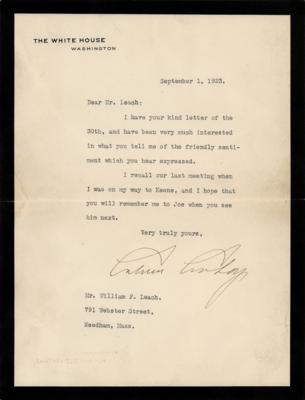 THE WHITE HOUSE
WASHINGTON
September 1, 1923.
Dear Mr. Leach:
I have your kind letter of the
30th, and have been very much interested
in what you tell me of the friendly senti-
ment which you hear expressed.
I recall our last meeting when
I was on my way to Keene, and I hope that
you will remember me to Joe when you see
him next.
Very truly yours,
Calvin Coolidge
Mr. William F. Leach.
791 Webster Street,
Needham, Mass.